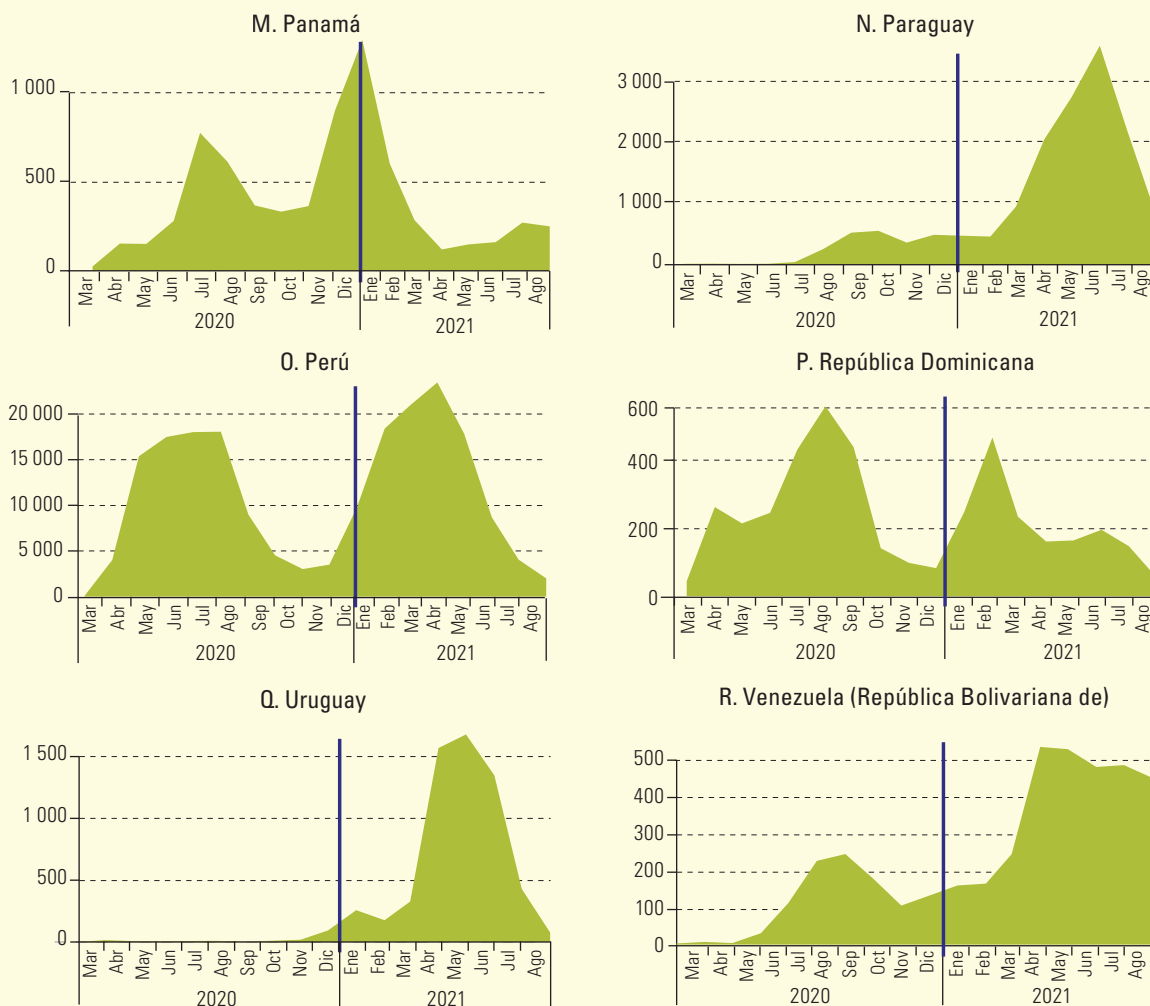 M. Panamá
1 000
500
0
Mar Abr May Jun Jul Ago Sep Oct Nov Dic Ene Feb Mar Abr May Jun Jul Ago
2020 2021
N. Paraguay
3 000
2 000
1 000
0
Mar Abr May Jun Jul Ago Sep Oct Nov Dic Ene Feb Mar Abr May Jun Jul Ago
2020 2021
O. Perú
20 000
15 000
10 000
5 000
0
Mar Abr May Jun Jul Ago Sep Oct Nov Dic Ene Feb Mar Abr May Jun Jul Ago
2020 2021
P. República Dominicana
600
400
200
0
Mar Abr May Jun Jul Ago Sep Oct Nov Dic Ene Feb Mar Abr May Jun Jul Ago
2020 2021
Q. Uruguay
1 500
1 000
500
0
Mar Abr May Jun Jul Ago Sep Oct Nov Dic Ene Feb Mar Abr May Jun Jul Ago
2020 2021
R. Venezuela (República Bolivariana de)
500
400
300
200
100
0
Mar Abr May Jun Jul Ago Sep Oct Nov Dic Ene Feb Mar Abr May Jun Jul Ago
2020 2021